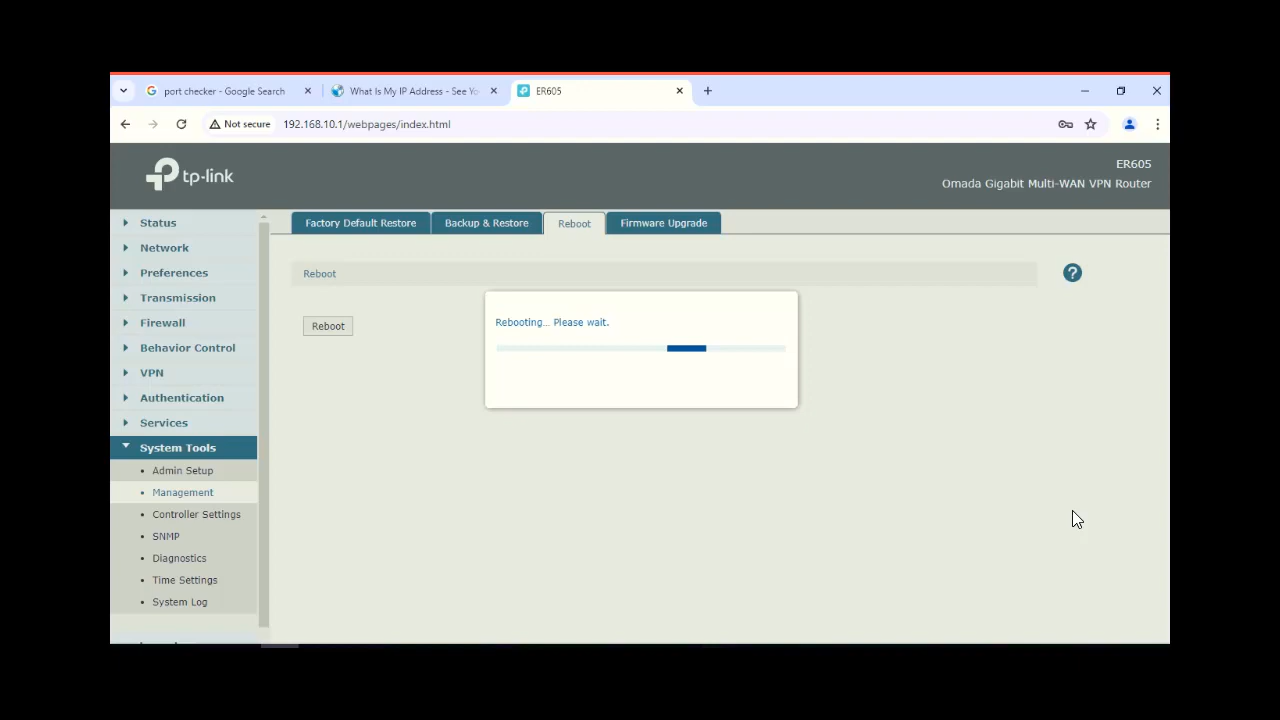 port checker - Google Search
What Is My IP Address - See Yo
ER605
Not secure
192.168.10.1/webpages/index.html
tp-link
ER605
Omada Gigabit Multi-WAN VPN Router
Status
Network
Preferences
Transmission
Firewall
Behavior Control
VPN
Authentication
Services
System Tools
Admin Setup
Management
Controller Settings
SNMP
Diagnostics
Time Settings
System Log
Factory Default Restore
Backup & Restore
Reboot
Firmware Upgrade
Reboot
?
Reboot
Rebooting... Please wait.